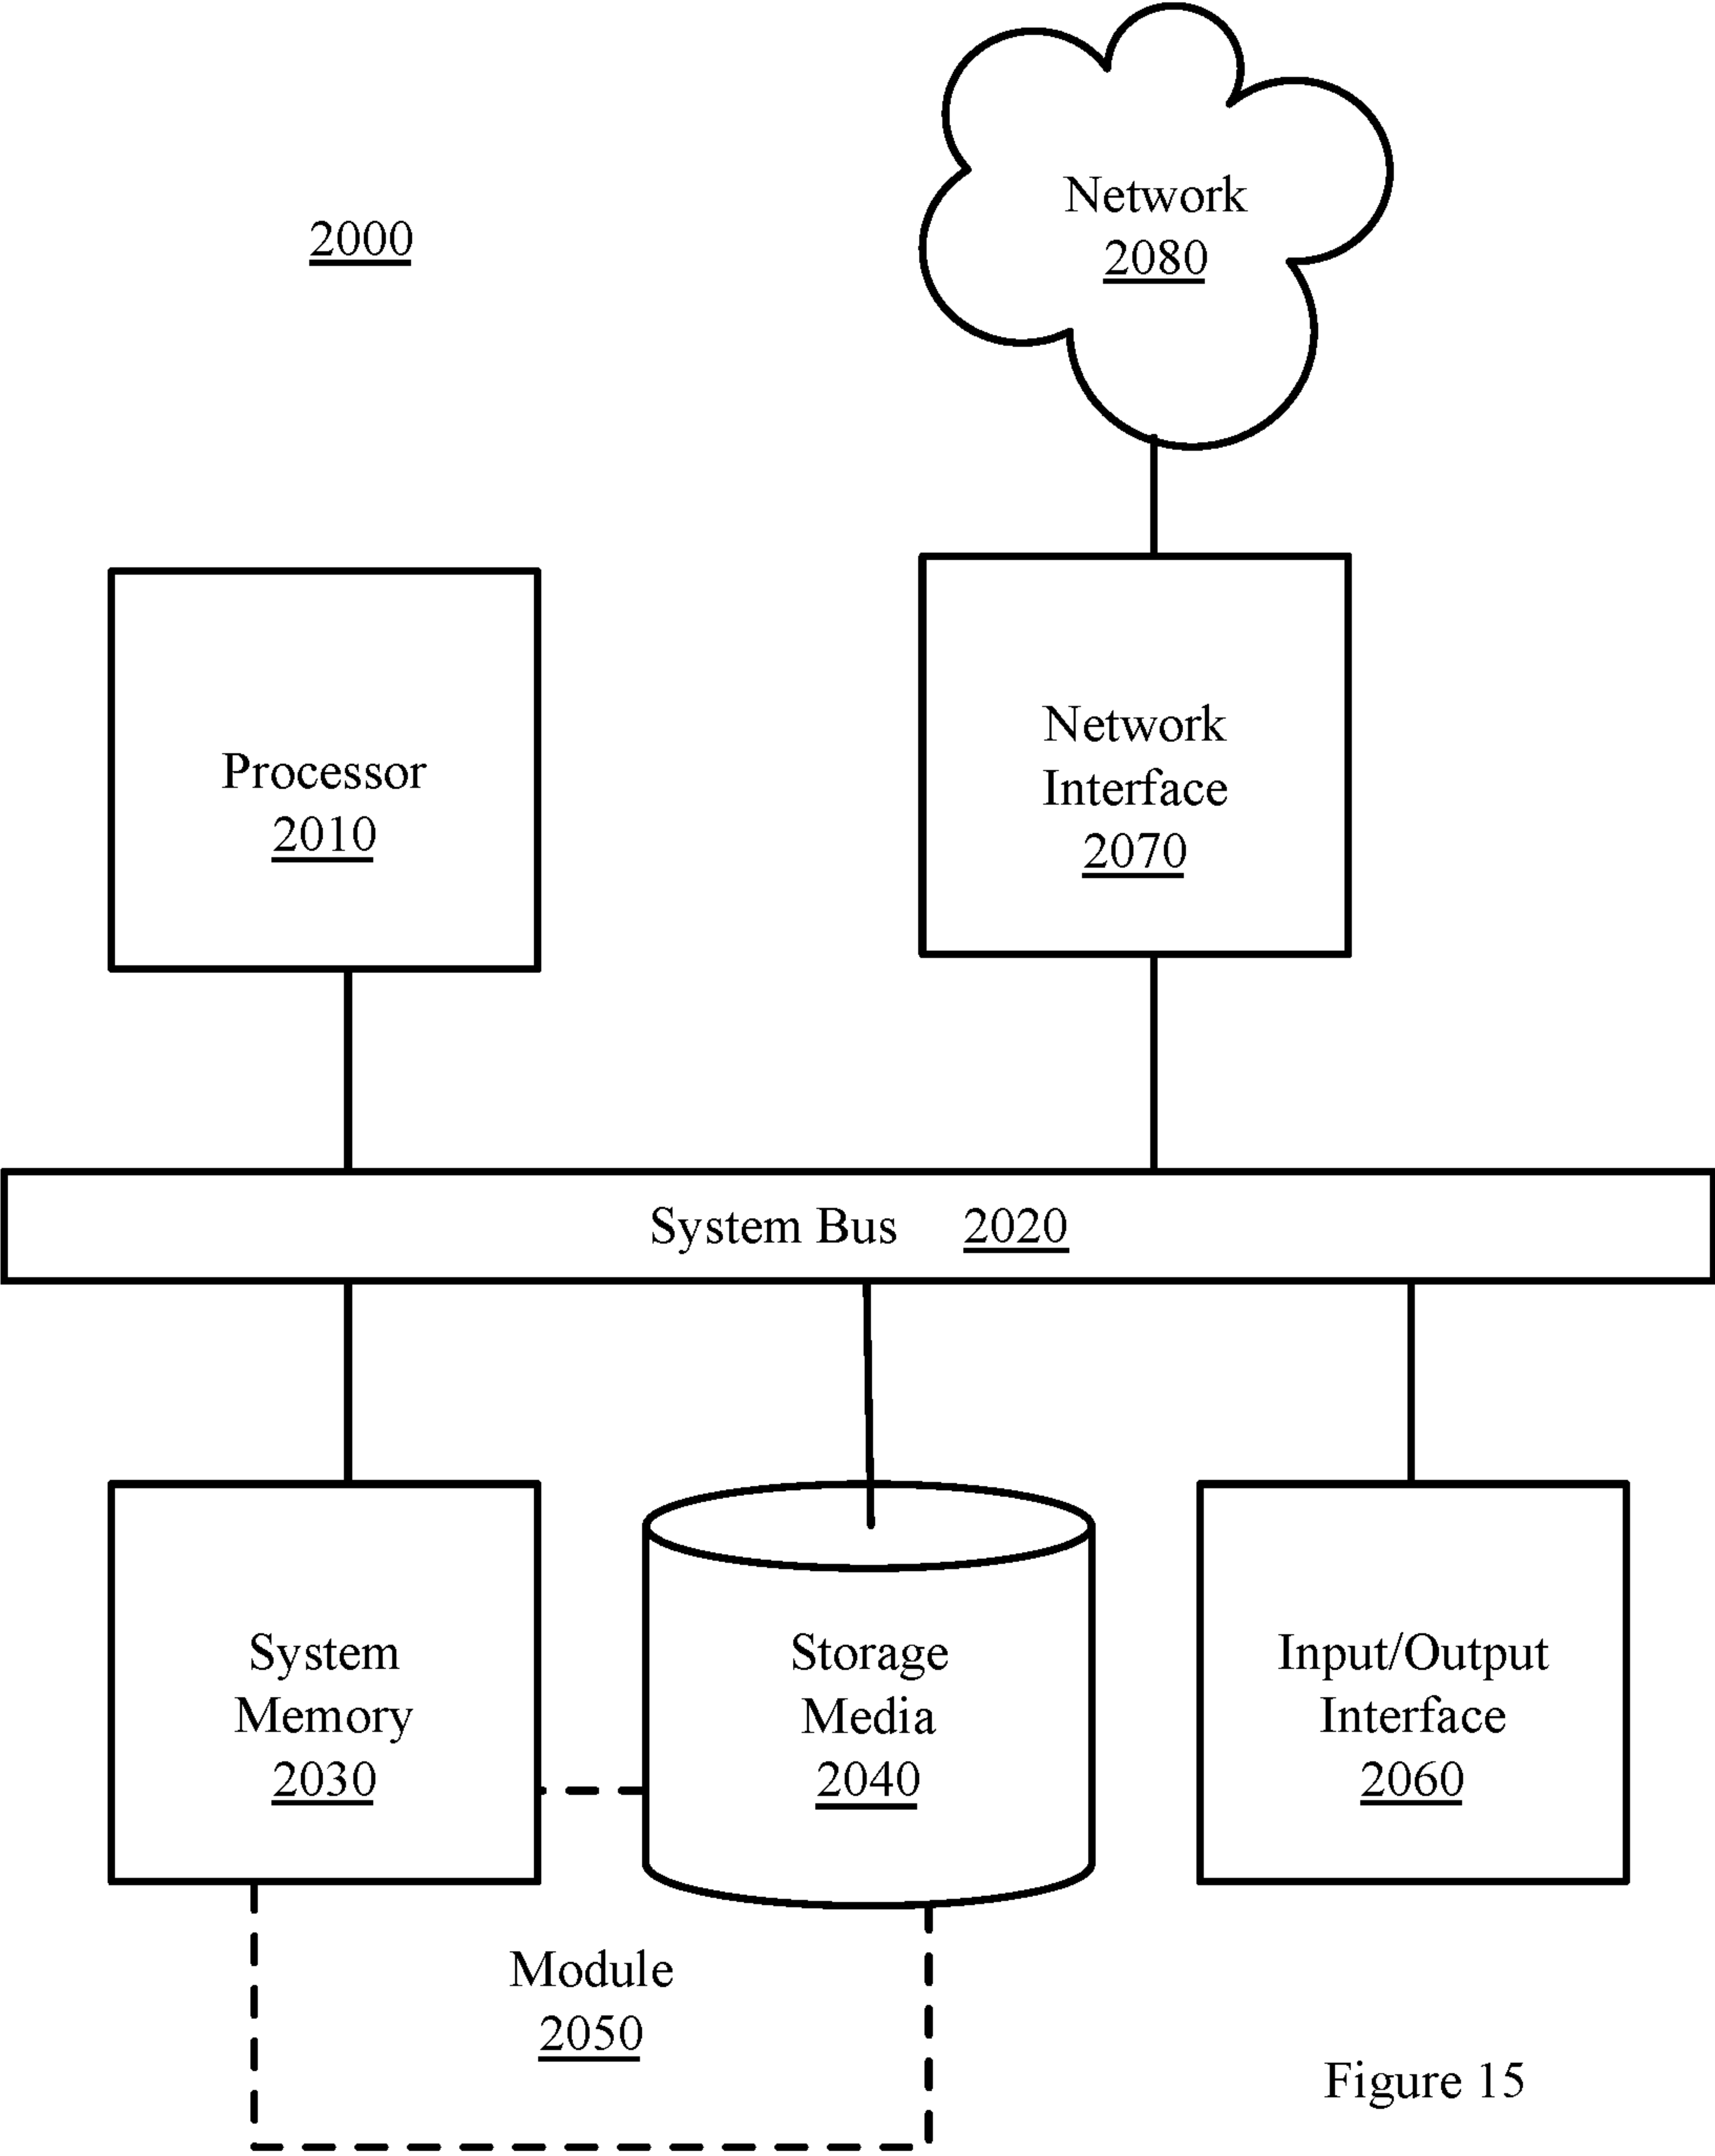 2000
Network
2080
Processor
2010
Network
Interface
2070
System Bus 2020
System
Memory
2030
Storage
Media
2040
Input/Output
Interface
2060
Module
2050
Figure 15